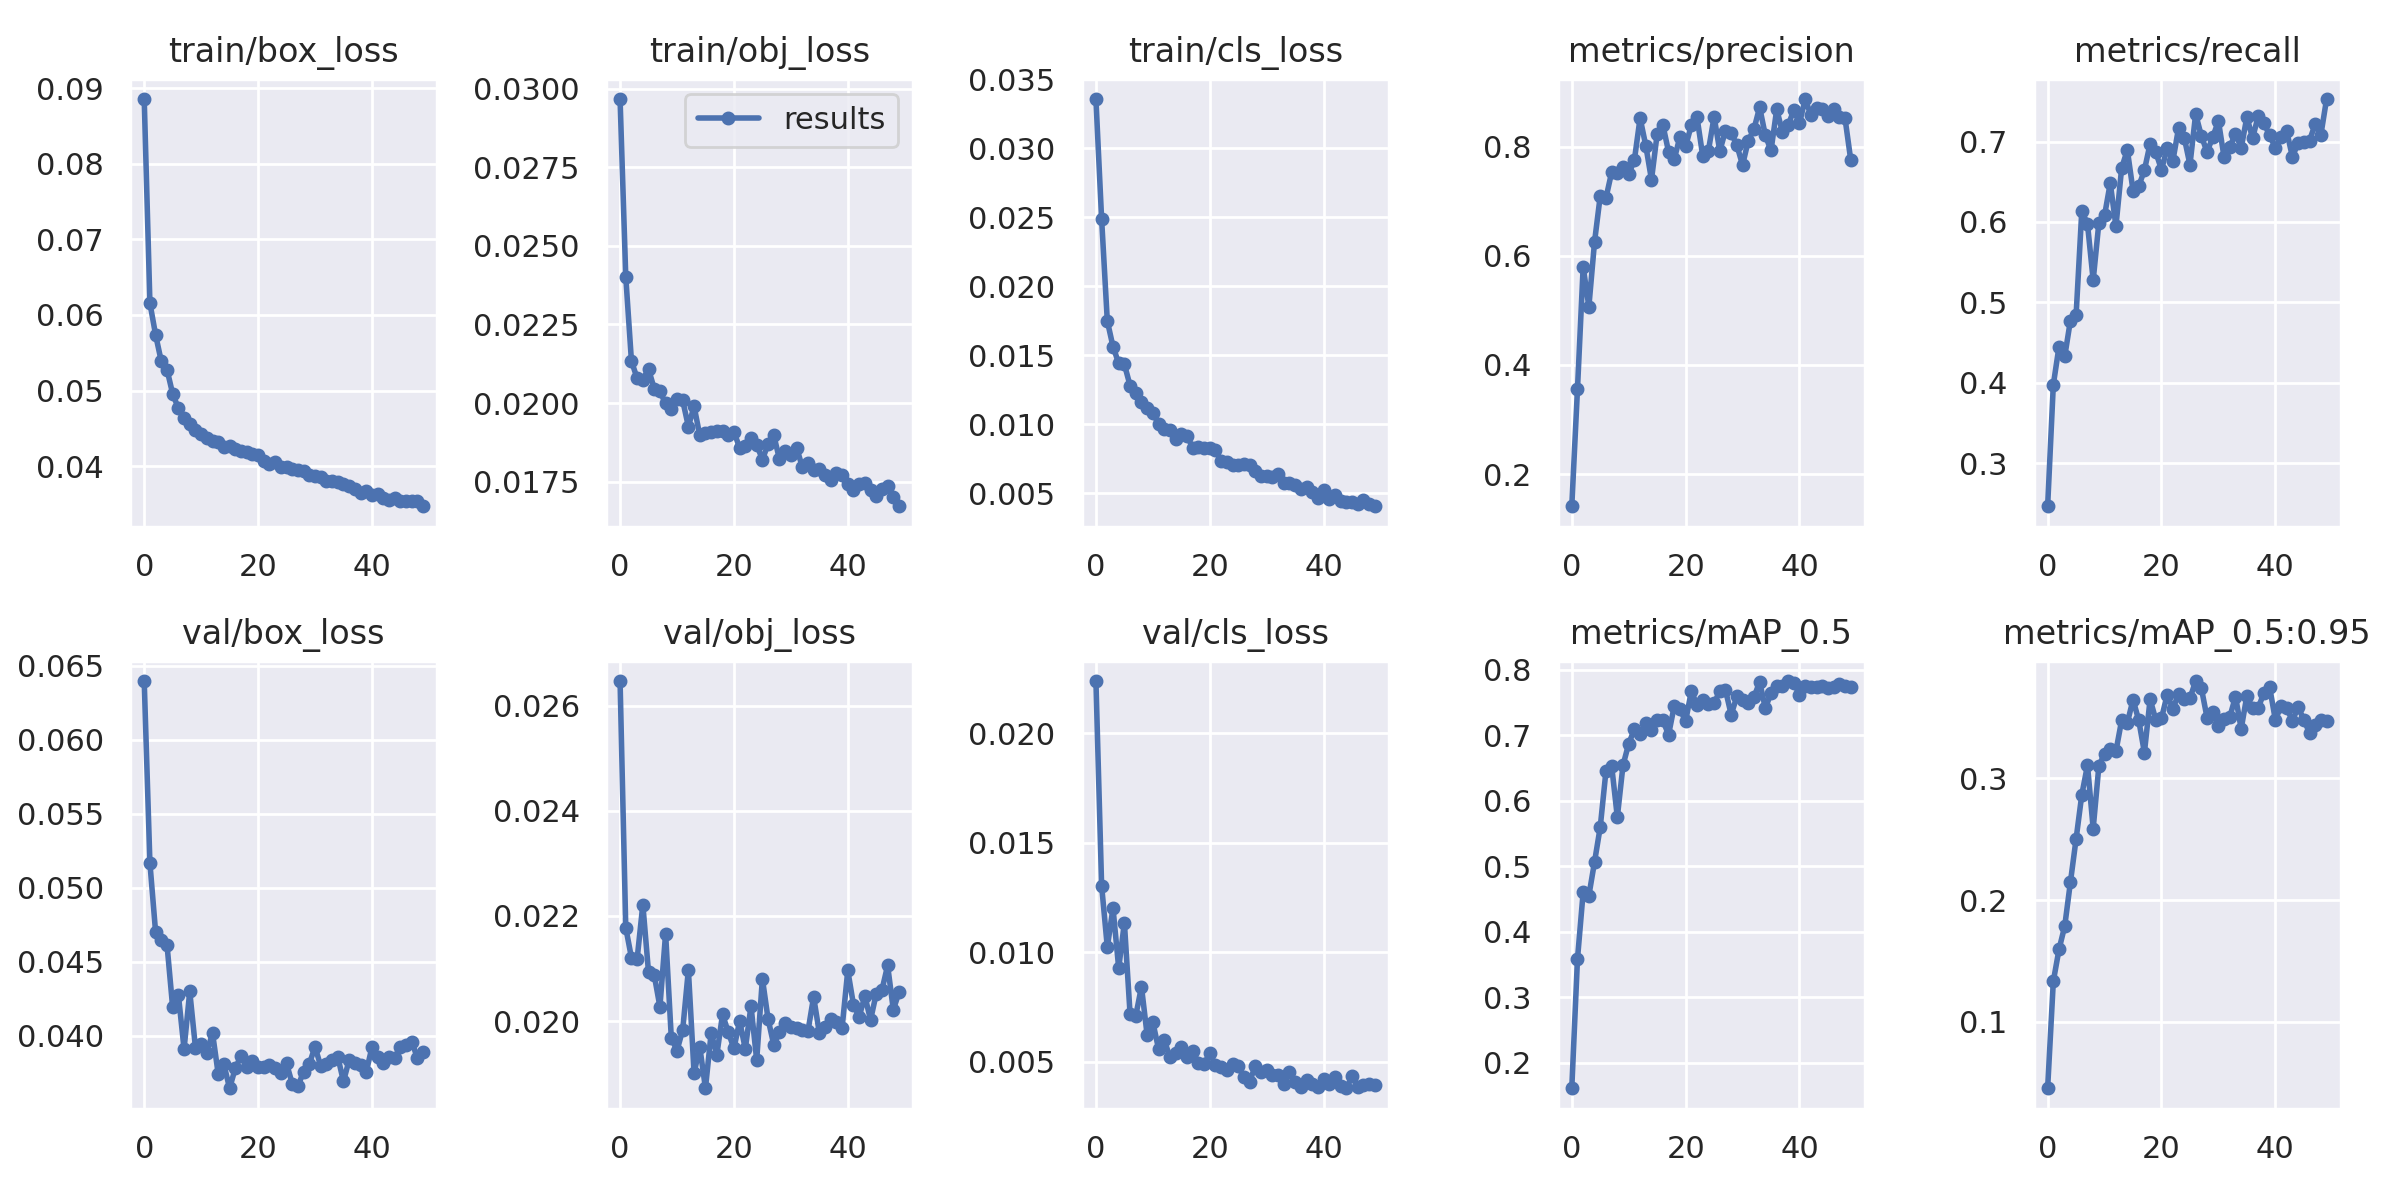 train/box_loss
0.09
0.08
0.07
0.06
0.05
0.04
0 20 40
train/obj_loss
results
0.0300
0.0275
0.0250
0.0225
0.0200
0.0175
0 20 40
train/cls_loss
0.035
0.030
0.025
0.020
0.015
0.010
0.005
0 20 40
metrics/precision
0.8
0.6
0.4
0.2
0 20 40
metrics/recall
0.7
0.6
0.5
0.4
0.3
0 20 40
val/box_loss
0.065
0.060
0.055
0.050
0.045
0.040
0 20 40
val/obj_loss
0.026
0.024
0.022
0.020
0 20 40
val/cls_loss
0.020
0.015
0.010
0.005
0 20 40
metrics/mAP_0.5
0.8
0.7
0.6
0.5
0.4
0.3
0.2
0 20 40
metrics/mAP_0.5:0.95
0.3
0.2
0.1
0 20 40